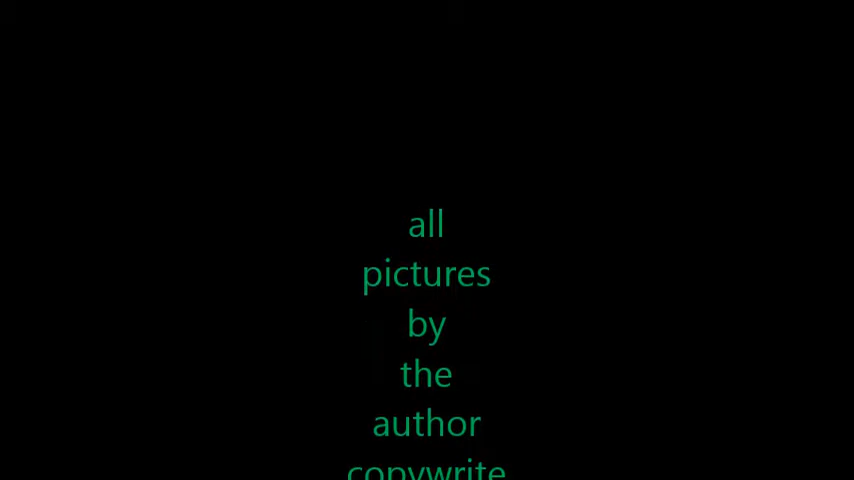 all
pictures
by
the
author
copywrite